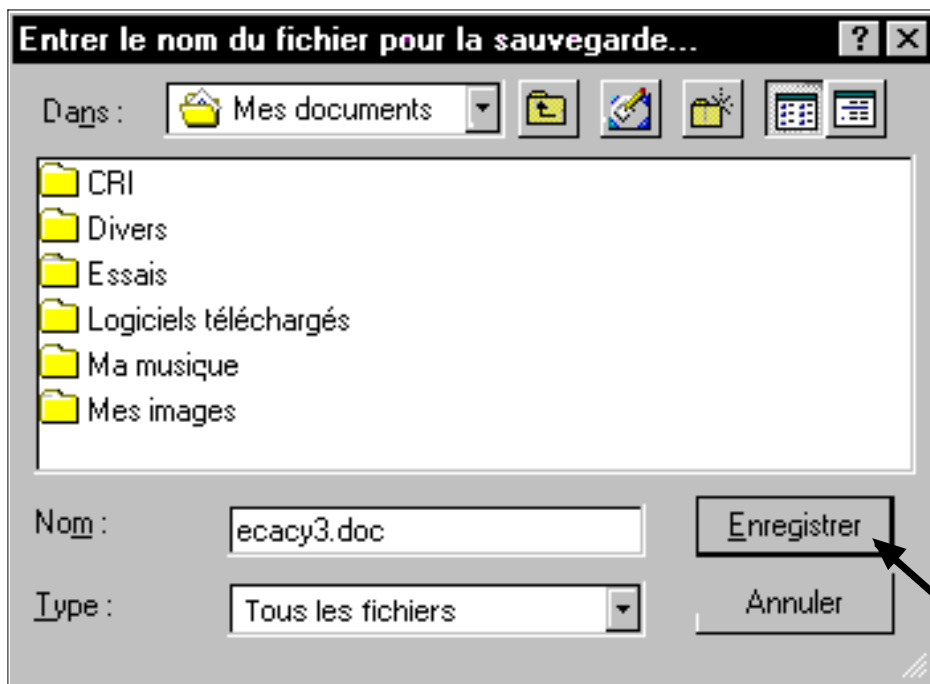 Entrer le nom du fichier pour la sauvegarde...
Dans : Mes documents
CRI
Divers
Essais
Logiciels téléchargés
Ma musique
Mes images
Nom : ecacy3.doc Enregistrer
Type : Tous les fichiers Annuler